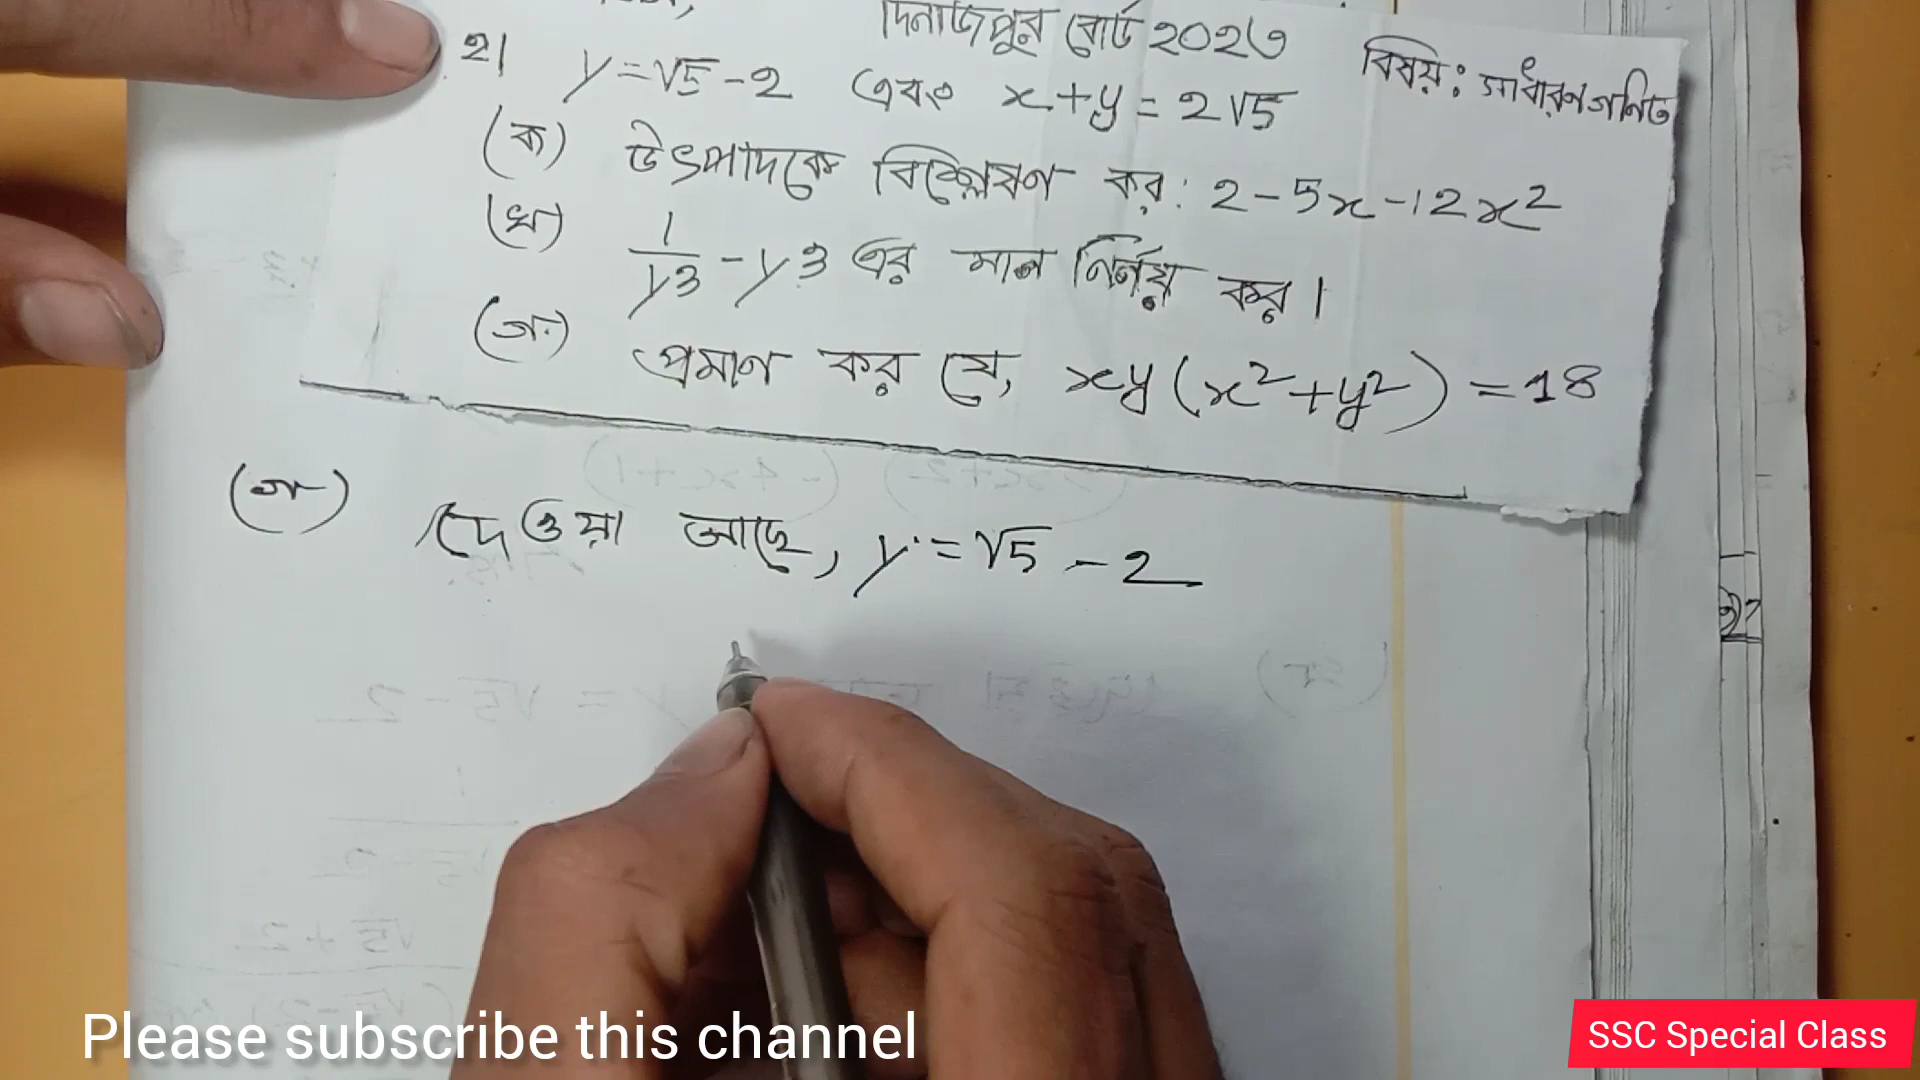 দিনাজপুর বোর্ড ২০২৩
বিষয়: সাধারণ গনিত
২। y = √5 - 2 এবং x + y = 2√5
(ক) উৎপাদকে বিশ্লেষণ কর: 2 - 5x - 12x²
(খ) 1/y3 - y3 এর মান নির্ণয় কর।
(গ) প্রমাণ কর যে, xy(x² + y²) = 18
(গ) দেওয়া আছে, y = √5 - 2
Please subscribe this channel
SSC Special Class